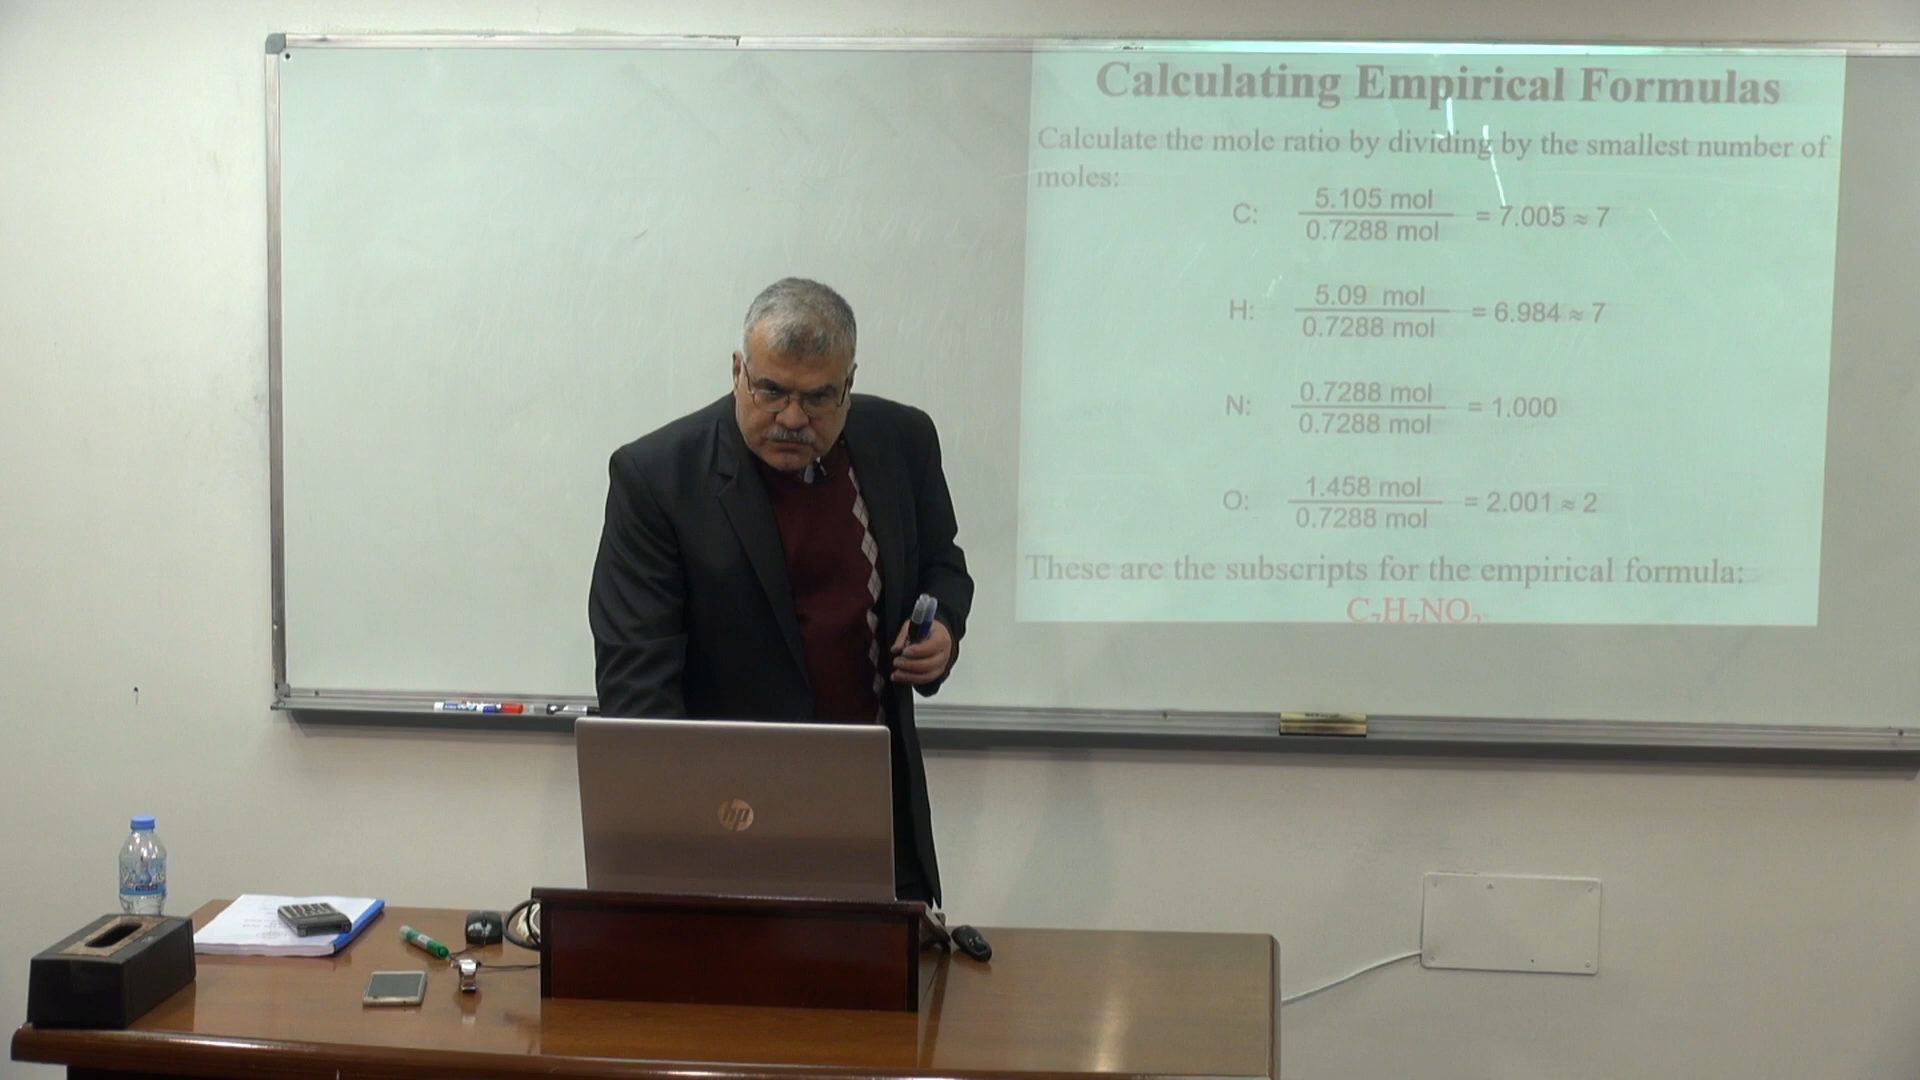 Calculating Empirical Formulas
Calculate the mole ratio by dividing by the smallest number of
moles:
C: 5.105 mol / 0.7288 mol = 7.005 ≈ 7
H: 5.09 mol / 0.7288 mol = 6.984 ≈ 7
N: 0.7288 mol / 0.7288 mol = 1.000
O: 1.458 mol / 0.7288 mol = 2.001 ≈ 2
These are the subscripts for the empirical formula:
C₇H₇NO₂
hp